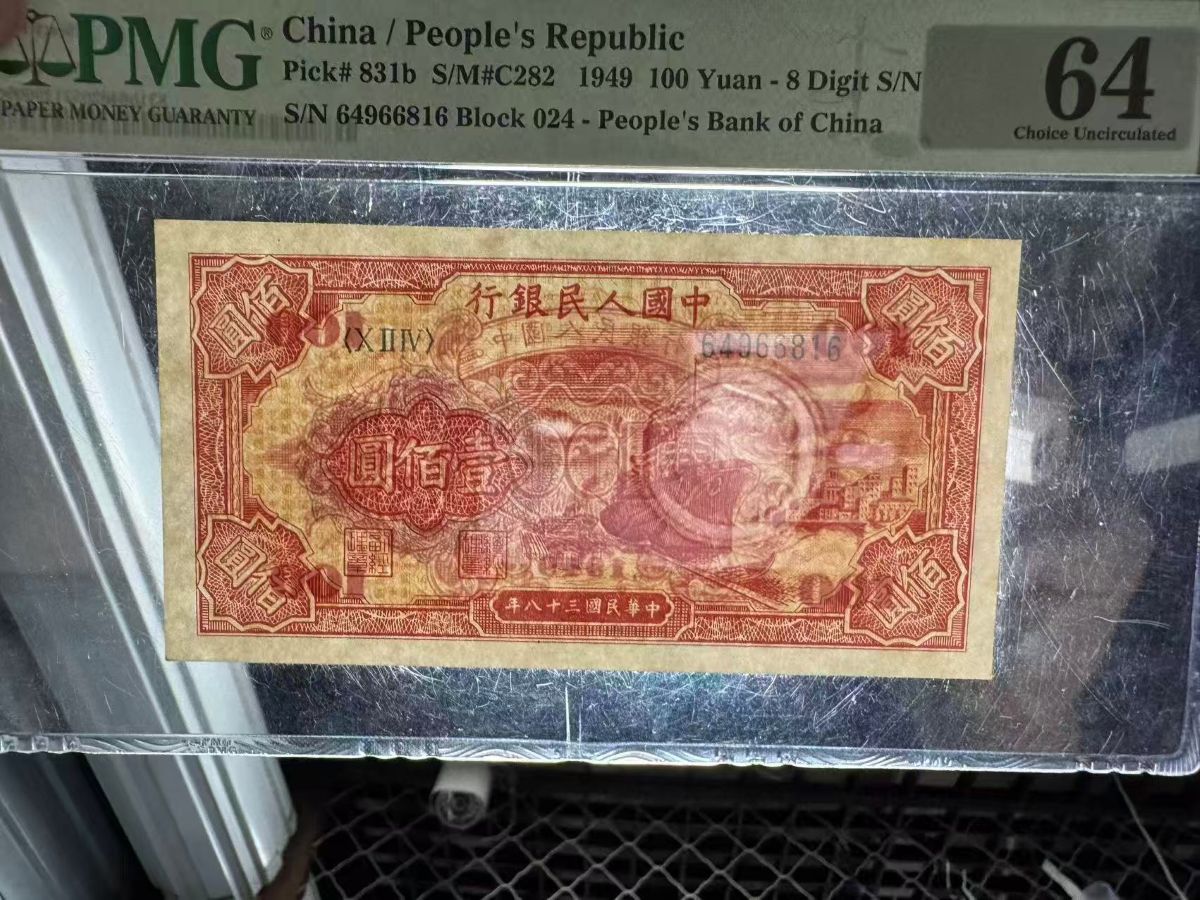 PMG®
PAPER MONEY GUARANTY
China / People's Republic
Pick# 831b S/M#C282 1949 100 Yuan - 8 Digit S/N
S/N 64966816 Block 024 - People's Bank of China
64
Choice Uncirculated
中國人民銀行
佰圓
佰圓
〈XⅡⅣ〉
64966816
壹佰圓
佰圓
佰圓
中華民國三十八年